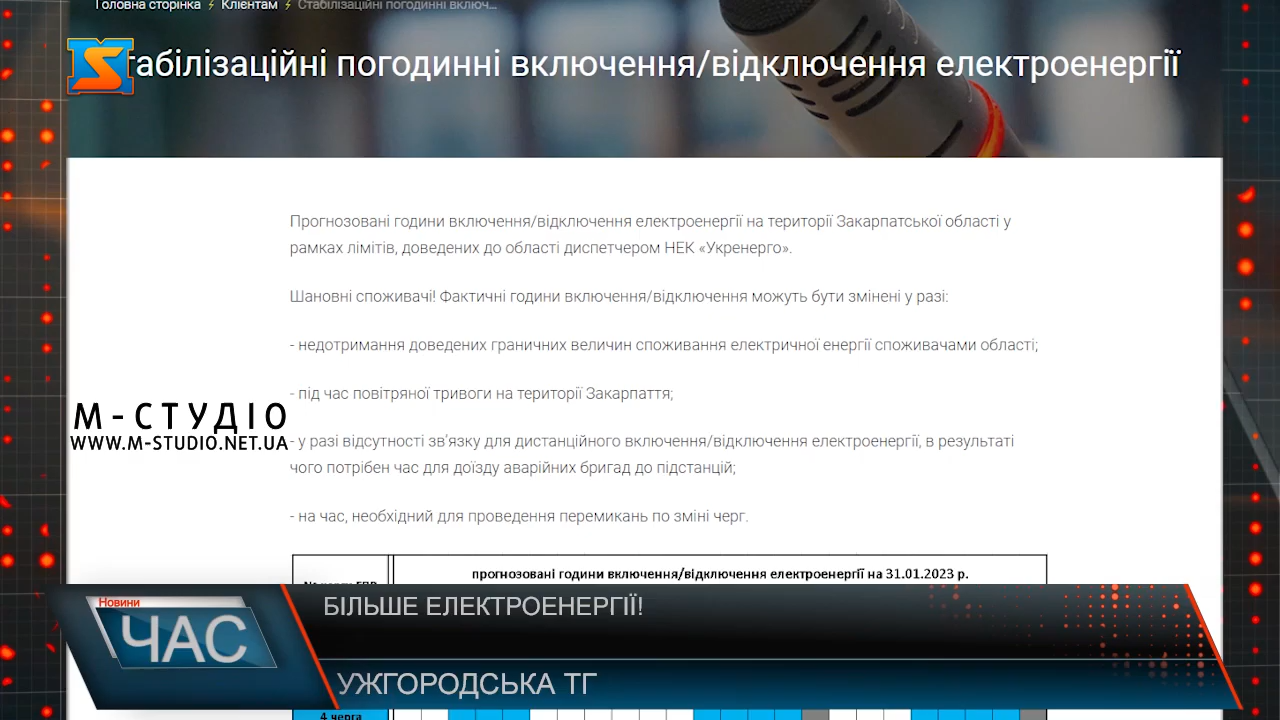 Головна сторінка ⚡ Клієнтам ⚡ Стабілізаційні погодинні включ...
табілізаційні погодинні включення/відключення електроенергії
Прогнозовані години включення/відключення електроенергії на території Закарпатської області у
рамках лімітів, доведених до області диспетчером НЕК «Укренерго».
Шановні споживачі! Фактичні години включення/відключення можуть бути змінені у разі:
- недотримання доведених граничних величин споживання електричної енергії споживачами області;
- під час повітряної тривоги на території Закарпаття;
М-СТУДІО
WWW.M-STUDIO.NET.UA
- у разі відсутності зв'язку для дистанційного включення/відключення електроенергії, в результаті
чого потрібен час для доїзду аварійних бригад до підстанцій;
- на час, необхідний для проведення перемикань по зміні черг.
прогнозовані години включення/відключення електроенергії на 31.01.2023 р.
Новини
ЧАС
БІЛЬШЕ ЕЛЕКТРОЕНЕРГІЇ!
УЖГОРОДСЬКА ТГ
4 черга